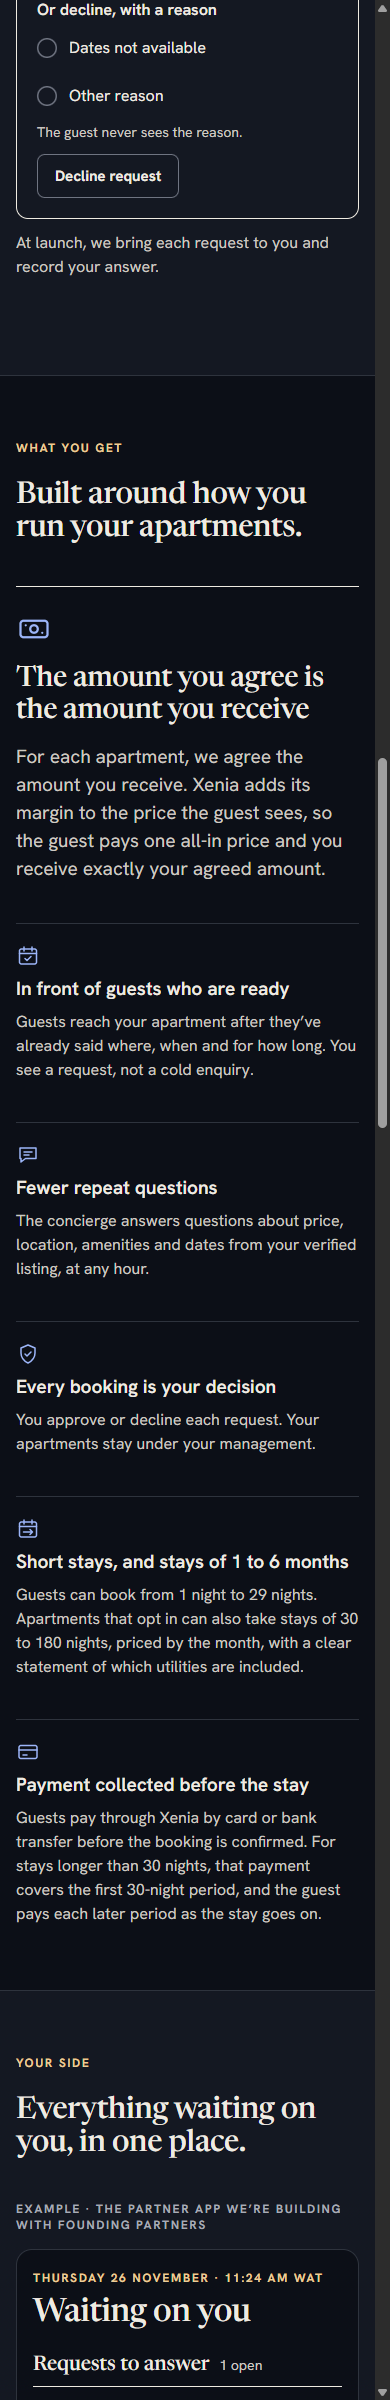 Or decline, with a reason
Dates not available
Other reason
The guest never sees the reason.
Decline request
At launch, we bring each request to you and
record your answer.
WHAT YOU GET
Built around how you
run your apartments.
The amount you agree is
the amount you receive
For each apartment, we agree the
amount you receive. Xenia adds its
margin to the price the guest sees, so
the guest pays one all-in price and you
receive exactly your agreed amount.
In front of guests who are ready
Guests reach your apartment after they’ve
already said where, when and for how long. You
see a request, not a cold enquiry.
Fewer repeat questions
The concierge answers questions about price,
location, amenities and dates from your verified
listing, at any hour.
Every booking is your decision
You approve or decline each request. Your
apartments stay under your management.
Short stays, and stays of 1 to 6 months
Guests can book from 1 night to 29 nights.
Apartments that opt in can also take stays of 30
to 180 nights, priced by the month, with a clear
statement of which utilities are included.
Payment collected before the stay
Guests pay through Xenia by card or bank
transfer before the booking is confirmed. For
stays longer than 30 nights, that payment
covers the first 30-night period, and the guest
pays each later period as the stay goes on.
YOUR SIDE
Everything waiting on
you, in one place.
EXAMPLE · THE PARTNER APP WE’RE BUILDING
WITH FOUNDING PARTNERS
THURSDAY 26 NOVEMBER · 11:24 AM WAT
Waiting on you
Requests to answer 1 open